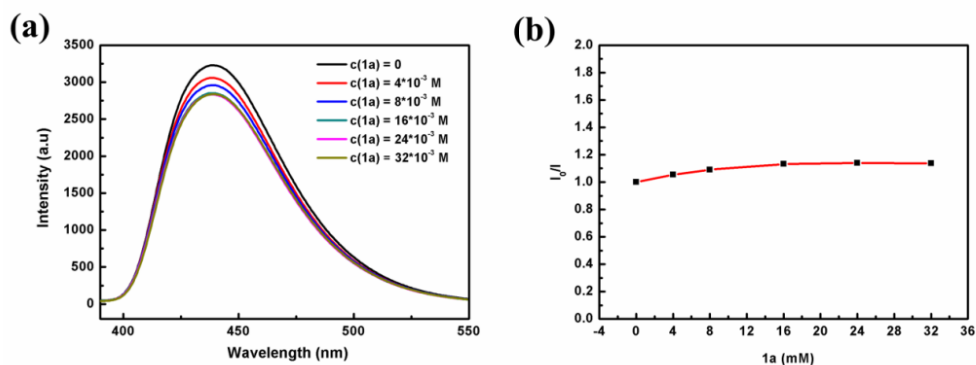 (a)
3500
3000
2500
2000
1500
1000
500
0
Intensity (a.u)
400 450 500 550
Wavelength (nm)
c(1a) = 0
c(1a) = 4*10⁻³ M
c(1a) = 8*10⁻³ M
c(1a) = 16*10⁻³ M
c(1a) = 24*10⁻³ M
c(1a) = 32*10⁻³ M
(b)
2.0
1.8
1.6
1.4
1.2
1.0
0.8
0.6
0.4
0.2
0.0
I₀/I
-4 0 4 8 12 16 20 24 28 32 36
1a (mM)